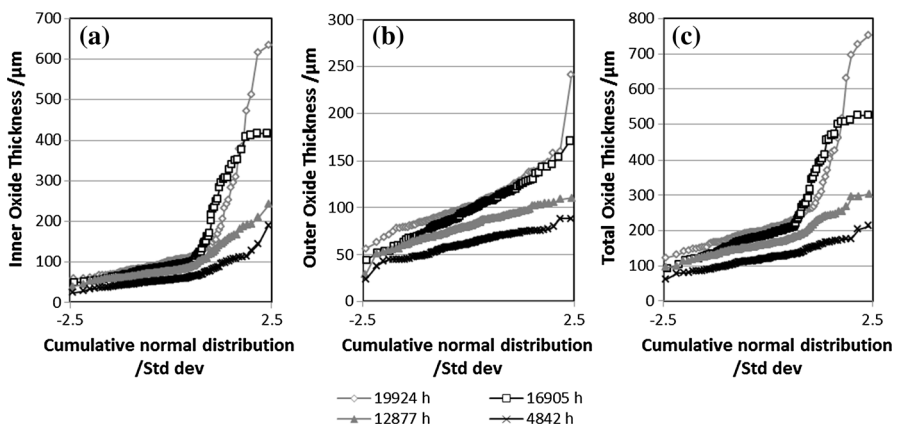 (a)
Inner Oxide Thickness /µm
700
600
500
400
300
200
100
0
-2.5
2.5
Cumulative normal distribution
/Std dev
(b)
Outer Oxide Thickness/µm
300
250
200
150
100
50
0
-2.5
2.5
Cumulative normal distribution
/Std dev
(c)
Total Oxide Thickness /µm
800
700
600
500
400
300
200
100
0
-2.5
2.5
Cumulative normal distribution
/Std dev
19924 h
16905 h
12877 h
4842 h